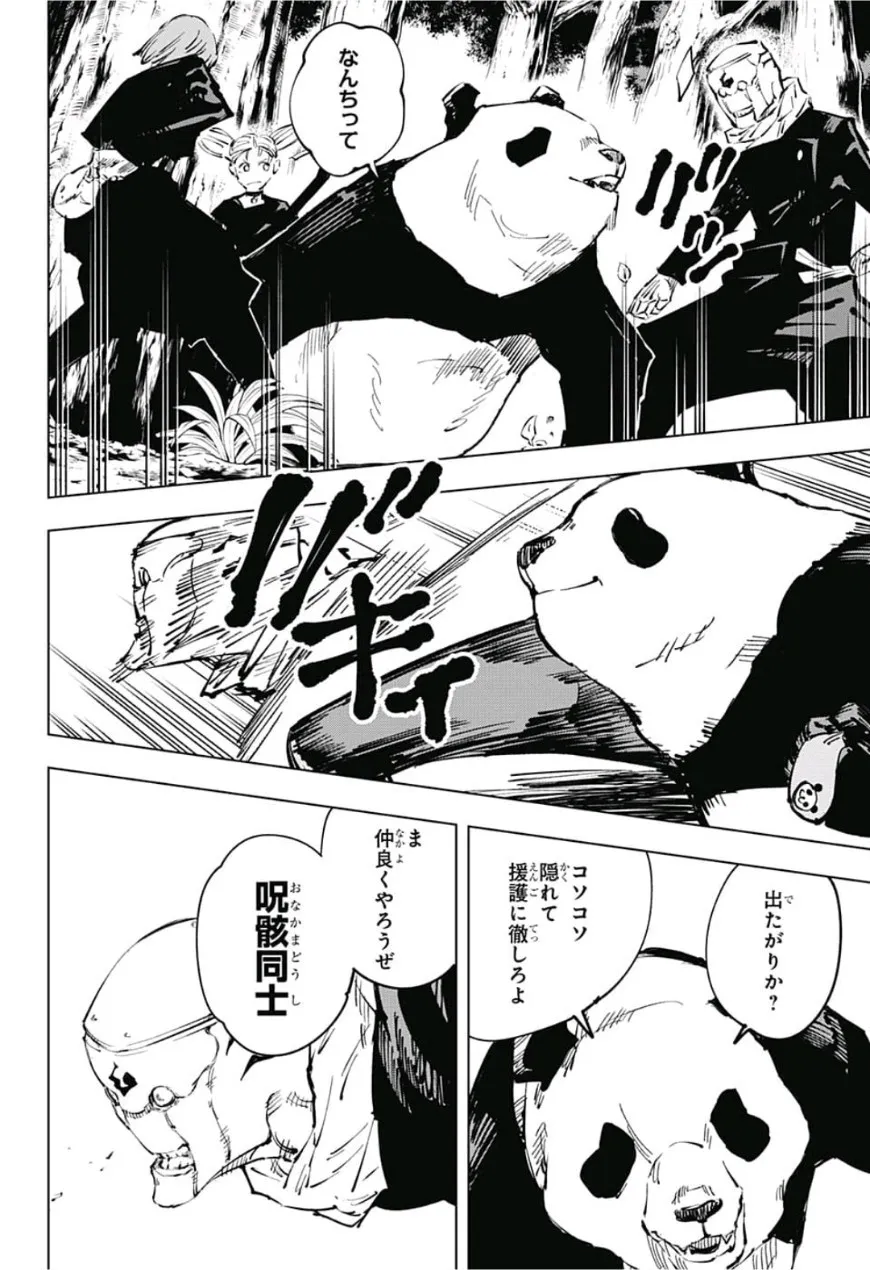 なんちって
バッ
バギィ
出たがりか?
コソコソ
隠れて
援護に徹しろよ
ま
仲良くやろうぜ
呪骸同士